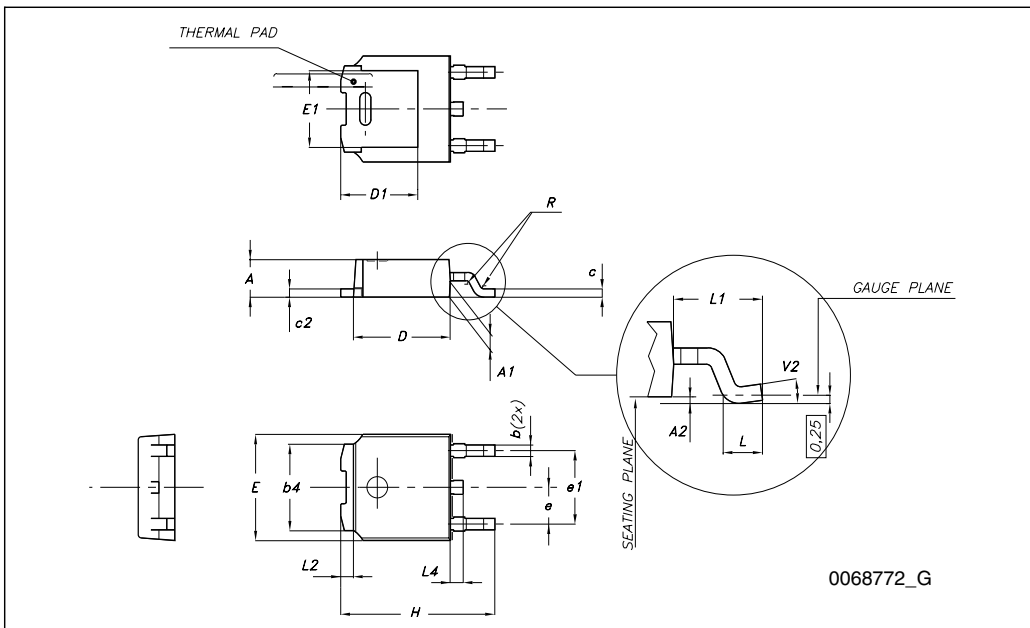 THERMAL PAD
E1
D1
R
A
c
c2
D
A1
L1
GAUGE PLANE
V2
A2
L
0,25
SEATING PLANE
b(2x)
E
b4
e1
e
L2
L4
H
0068772_G